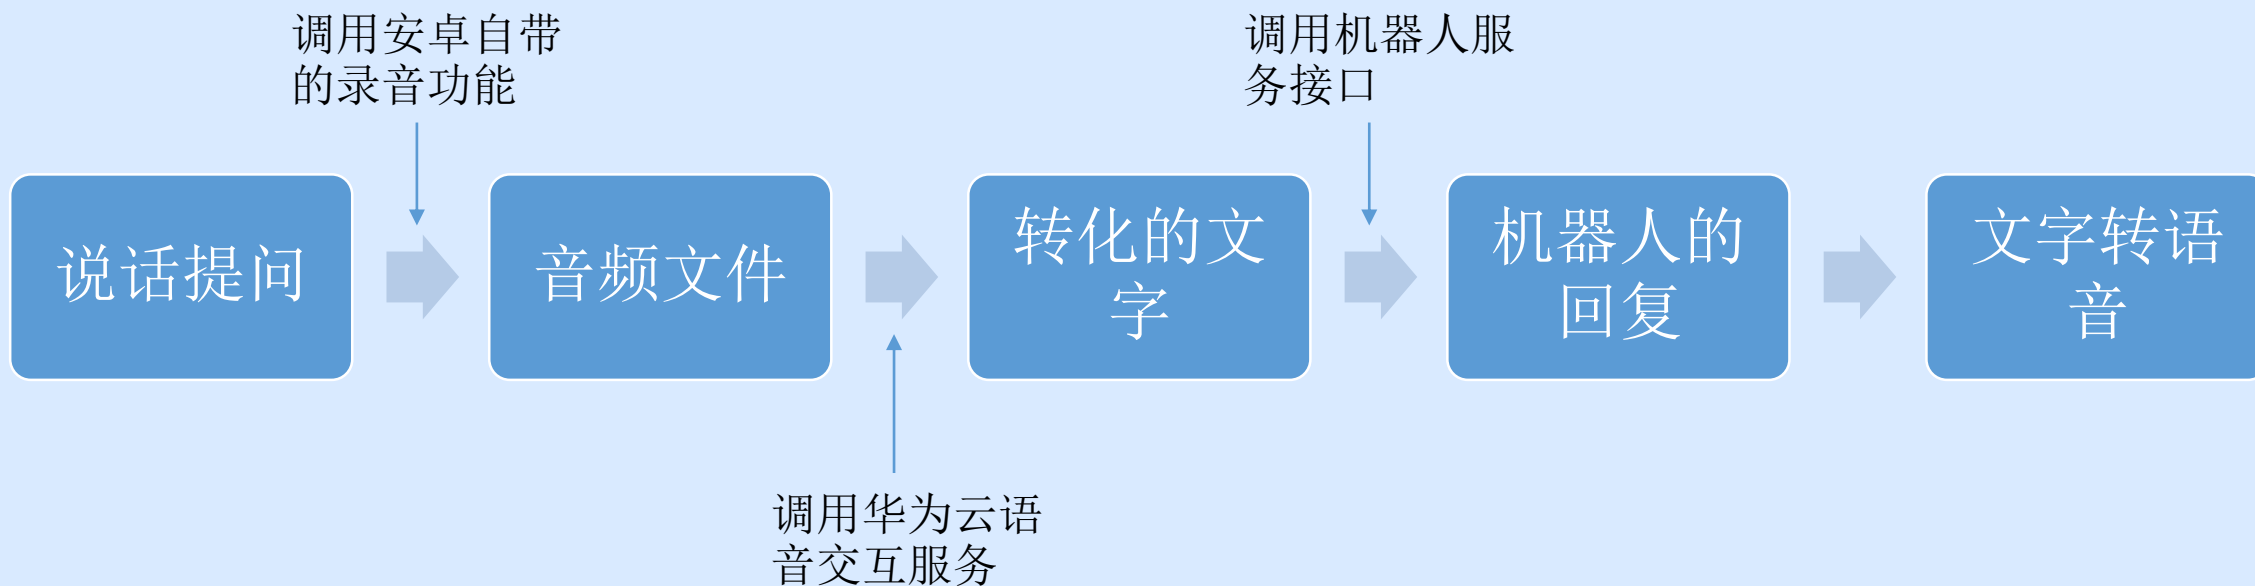 调用安卓自带
的录音功能
调用机器人服
务接口
说话提问
音频文件
转化的文
字
机器人的
回复
文字转语
音
调用华为云语
音交互服务